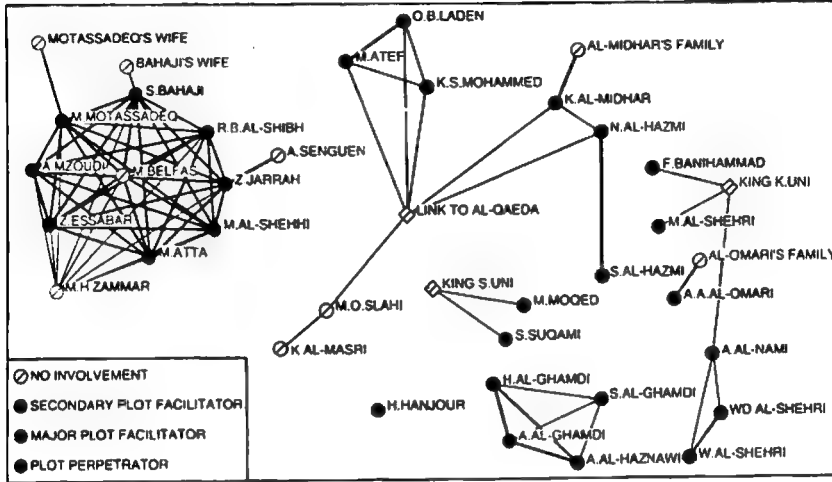 MOTASSADEQ'S WIFE
BAHAJI'S WIFE
S.BAHAJI
M.MOTASSADEQ
R.B.AL-SHIBH
A.SENGUEN
A.MZOUDI
M.BELFAS
Z.JARRAH
Z.ESSABAR
M.AL-SHEHHI
M.ATTA
M.H.ZAMMAR
O.B.LADEN
M.ATEF
K.S.MOHAMMED
AL-MIDHAR'S FAMILY
K.AL-MIDHAR
N.AL-HAZMI
F.BANIHAMMAD
KING K.UNI
LINK TO AL-QAEDA
M.AL-SHEHRI
AL-OMARI'S FAMILY
S.AL-HAZMI
A.A.AL-OMARI
KING S.UNI
M.MOQED
M.O.SLAHI
S.SUQAMI
K.AL-MASRI
A.AL-NAMI
H.AL-GHAMDI
S.AL-GHAMDI
H.HANJOUR
WD AL-SHEHRI
A.AL-GHAMDI
A.AL-HAZNAWI
W.AL-SHEHRI
NO INVOLVEMENT
SECONDARY PLOT FACILITATOR
MAJOR PLOT FACILITATOR
PLOT PERPETRATOR